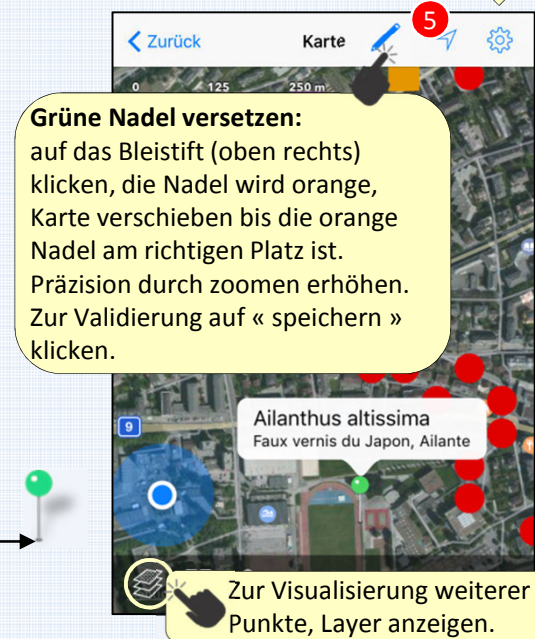 Zurück
Karte
5
0 125 250 m
Grüne Nadel versetzen:
auf das Bleistift (oben rechts)
klicken, die Nadel wird orange,
Karte verschieben bis die orange
Nadel am richtigen Platz ist.
Präzision durch zoomen erhöhen.
Zur Validierung auf « speichern »
klicken.
9
Ailanthus altissima
Faux vernis du Japon, Ailante
Zur Visualisierung weiterer
Punkte, Layer anzeigen.